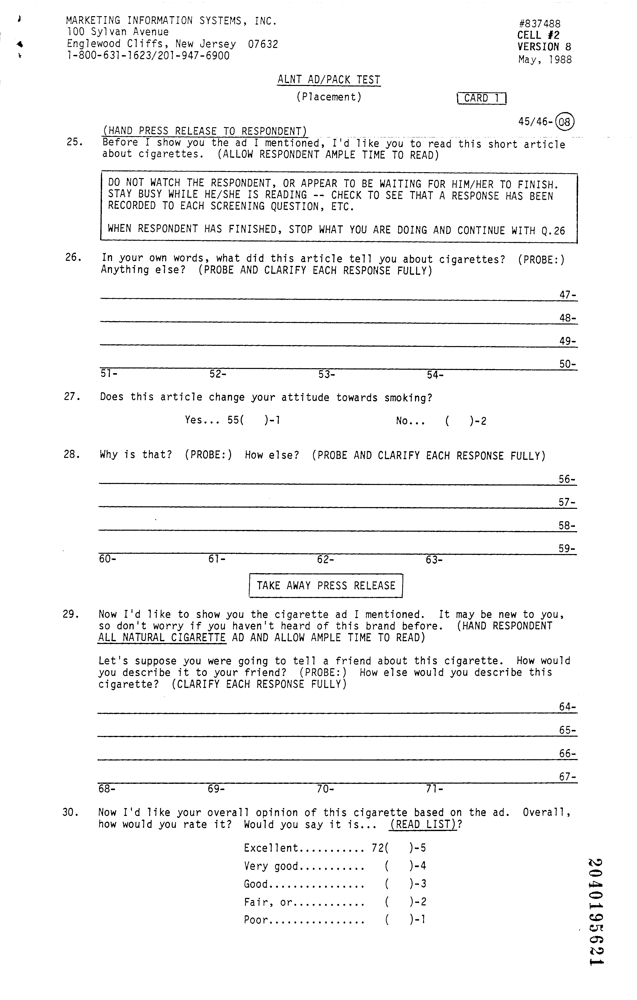 MARKETING INFORMATION SYSTEMS, INC.
100 Sylvan Avenue
Englewood Cliffs, New Jersey 07632
1-800-631-1623/201-947-6900
#837488
CELL #2
VERSION 8
May, 1988
ALNT AD/PACK TEST
(Placement)
CARD 1
45/46-08
(HAND PRESS RELEASE TO RESPONDENT)
25. Before I show you the ad I mentioned, I'd like you to read this short article
about cigarettes. (ALLOW RESPONDENT AMPLE TIME TO READ)
DO NOT WATCH THE RESPONDENT, OR APPEAR TO BE WAITING FOR HIM/HER TO FINISH.
STAY BUSY WHILE HE/SHE IS READING -- CHECK TO SEE THAT A RESPONSE HAS BEEN
RECORDED TO EACH SCREENING QUESTION, ETC.
WHEN RESPONDENT HAS FINISHED, STOP WHAT YOU ARE DOING AND CONTINUE WITH Q.26
26. In your own words, what did this article tell you about cigarettes? (PROBE:)
Anything else? (PROBE AND CLARIFY EACH RESPONSE FULLY)
47-
48-
49-
50-
51- 52- 53- 54-
27. Does this article change your attitude towards smoking?
Yes... 55( )-1 No... ( )-2
28. Why is that? (PROBE:) How else? (PROBE AND CLARIFY EACH RESPONSE FULLY)
56-
57-
58-
59-
60- 61- 62- 63-
TAKE AWAY PRESS RELEASE
29. Now I'd like to show you the cigarette ad I mentioned. It may be new to you,
so don't worry if you haven't heard of this brand before. (HAND RESPONDENT
ALL NATURAL CIGARETTE AD AND ALLOW AMPLE TIME TO READ)
Let's suppose you were going to tell a friend about this cigarette. How would
you describe it to your friend? (PROBE:) How else would you describe this
cigarette? (CLARIFY EACH RESPONSE FULLY)
64-
65-
66-
67-
68- 69- 70- 71-
30. Now I'd like your overall opinion of this cigarette based on the ad. Overall,
how would you rate it? Would you say it is... (READ LIST)?
Excellent........... 72( )-5
Very good........... ( )-4
Good................ ( )-3
Fair, or............ ( )-2
Poor................ ( )-1
2040195621